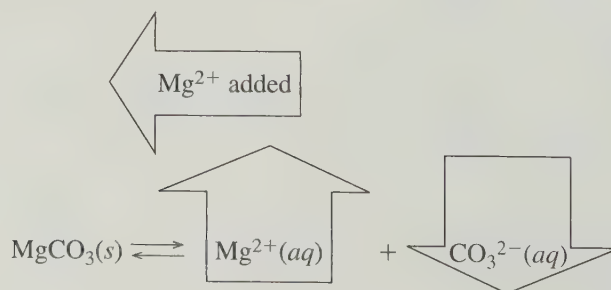 Mg²⁺ added
MgCO₃(s) ⇌ Mg²⁺(aq) + CO₃²⁻(aq)